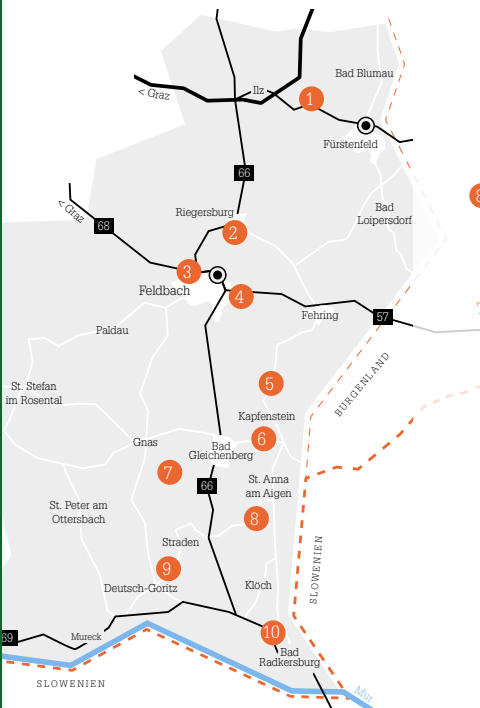 Bad Blumau
Ilz
< Graz
1
Fürstenfeld
66
8
Riegersburg
Bad
Loipersdorf
< Graz
68
2
3
Feldbach
4
Fehring
57
Paldau
BURGENLAND
5
St. Stefan
im Rosental
Kapfenstein
6
Gnas
Bad
Gleichenberg
7
66
St. Anna
am Aigen
St. Peter am
Ottersbach
8
Straden
SLOWENIEN
9
Deutsch-Goritz
Klöch
69
Mureck
10
Bad
Radkersburg
SLOWENIEN
Mur